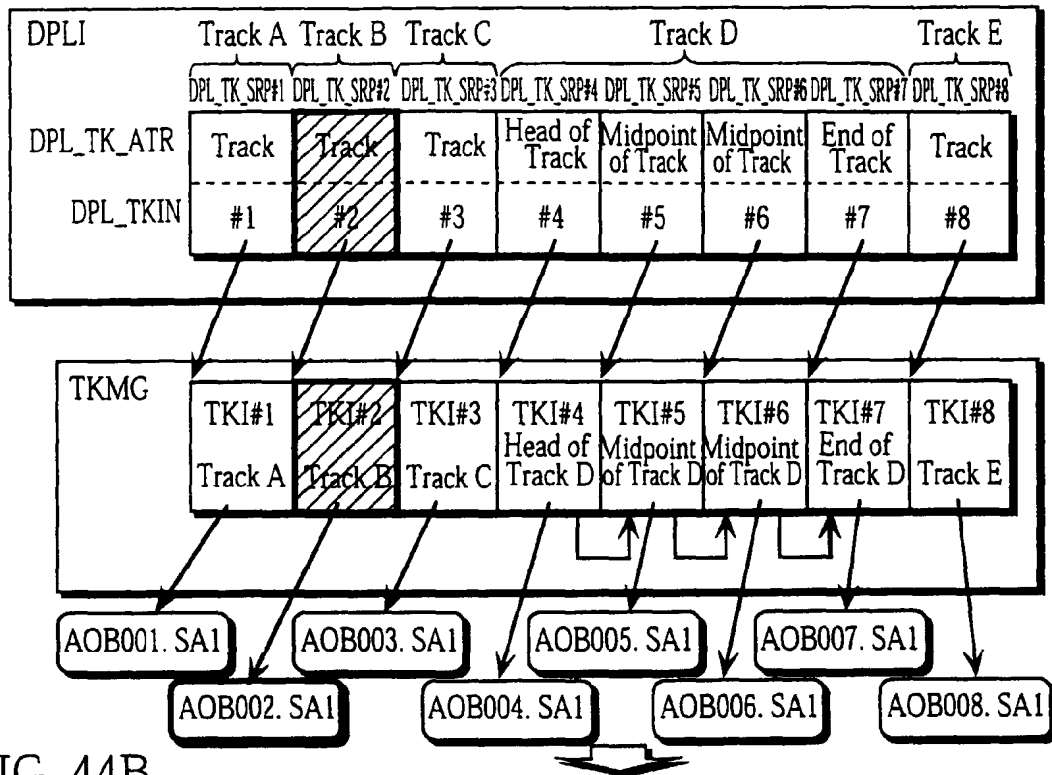 DPLI Track A Track B Track C Track D Track E
DPL_TK_SRP#1 DPL_TK_SRP#2 DPL_TK_SRP#3 DPL_TK_SRP#4 DPL_TK_SRP#5 DPL_TK_SRP#6 DPL_TK_SRP#7 DPL_TK_SRP#8
DPL_TK_ATR Track Track Track Head of Track Midpoint of Track Midpoint of Track End of Track Track
DPL_TKIN #1 #2 #3 #4 #5 #6 #7 #8
TKMG TKI#1 TKI#2 TKI#3 TKI#4 TKI#5 TKI#6 TKI#7 TKI#8
Track A Track B Track C Head of Track D Midpoint of Track D Midpoint of Track D End of Track D Track E
AOB001. SA1 AOB003. SA1 AOB005. SA1 AOB007. SA1
AOB002. SA1 AOB004. SA1 AOB006. SA1 AOB008. SA1